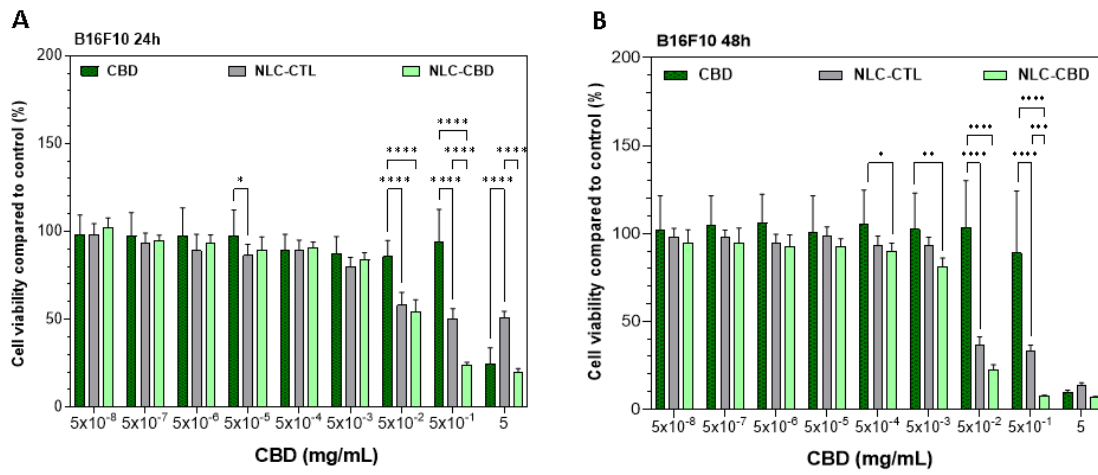 A
B16F10 24h
CBD NLC-CTL NLC-CBD
Cell viability compared to control (%)
200
150
100
50
0
*
****
****
****
****
****
****
****
5x10⁻⁸ 5x10⁻⁷ 5x10⁻⁶ 5x10⁻⁵ 5x10⁻⁴ 5x10⁻³ 5x10⁻² 5x10⁻¹ 5
CBD (mg/mL)
B
B16F10 48h
CBD NLC-CTL NLC-CBD
Cell viability compared to control (%)
200
150
100
50
0
*
**
****
****
****
***
****
5x10⁻⁸ 5x10⁻⁷ 5x10⁻⁶ 5x10⁻⁵ 5x10⁻⁴ 5x10⁻³ 5x10⁻² 5x10⁻¹ 5
CBD (mg/mL)